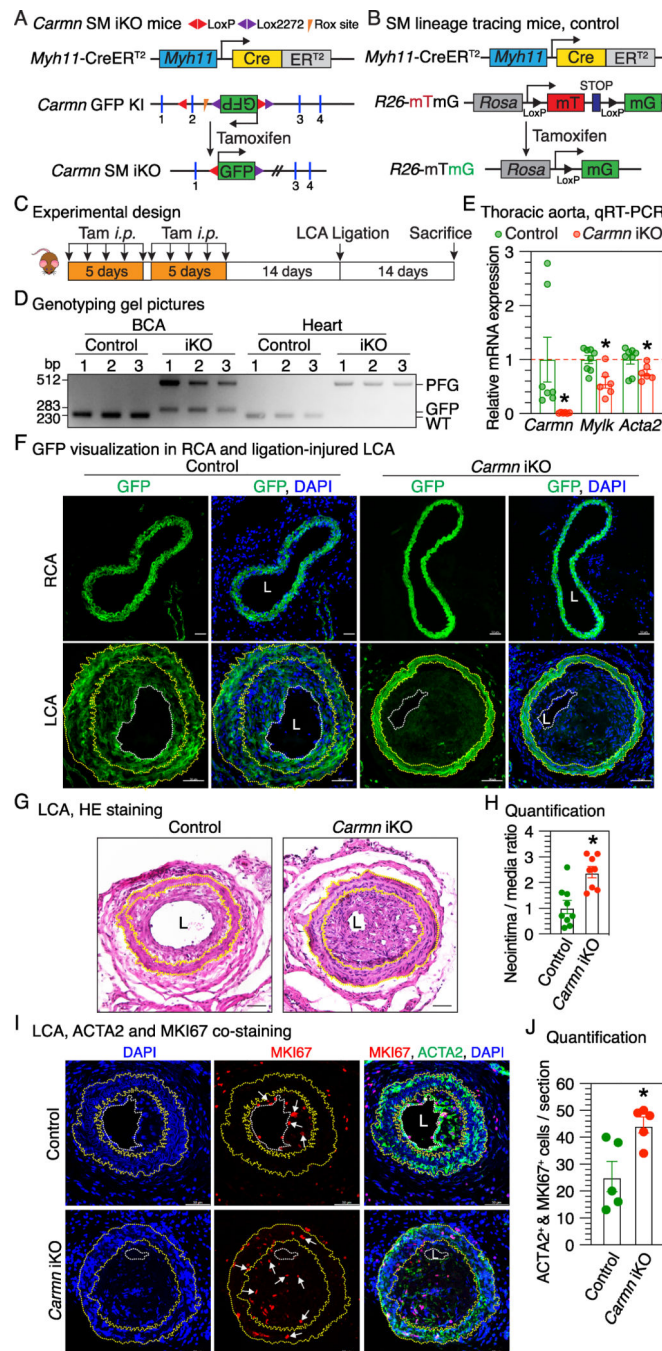 A Carmn SM iKO mice LoxP Lox2272 Rox site
Myh11-CreERT2 Myh11 Cre ERT2
Carmn GFP KI GFP
1 2 3 4
Tamoxifen
Carmn SM iKO GFP
1 3 4
B SM lineage tracing mice, control
Myh11-CreERT2 Myh11 Cre ERT2
STOP
R26-mTmG Rosa mT mG
LoxP LoxP
Tamoxifen
R26-mTmG Rosa mG
LoxP
C Experimental design
Tam i.p. Tam i.p. LCA Ligation Sacrifice
5 days 5 days 14 days 14 days
D Genotyping gel pictures
BCA Heart
Control iKO Control iKO
bp 1 2 3 1 2 3 1 2 3 1 2 3
512 PFG
283 GFP
230 WT
E Thoracic aorta, qRT-PCR
Control Carmn iKO
Relative mRNA expression
3
2
1
0
* * *
Carmn Mylk Acta2
F GFP visualization in RCA and ligation-injured LCA
Control Carmn iKO
GFP GFP, DAPI GFP GFP, DAPI
RCA
L L
LCA
L L
G LCA, HE staining
Control Carmn iKO
L L
H Quantification
Neointima / media ratio
4
3
2
1
0
*
Control Carmn iKO
I LCA, ACTA2 and MKI67 co-staining
DAPI MKI67 MKI67, ACTA2, DAPI
Control
L
Carmn iKO
L
J Quantification
ACTA2+ & MKI67+ cells / section
60
50
40
30
20
10
0
*
Control Carmn iKO